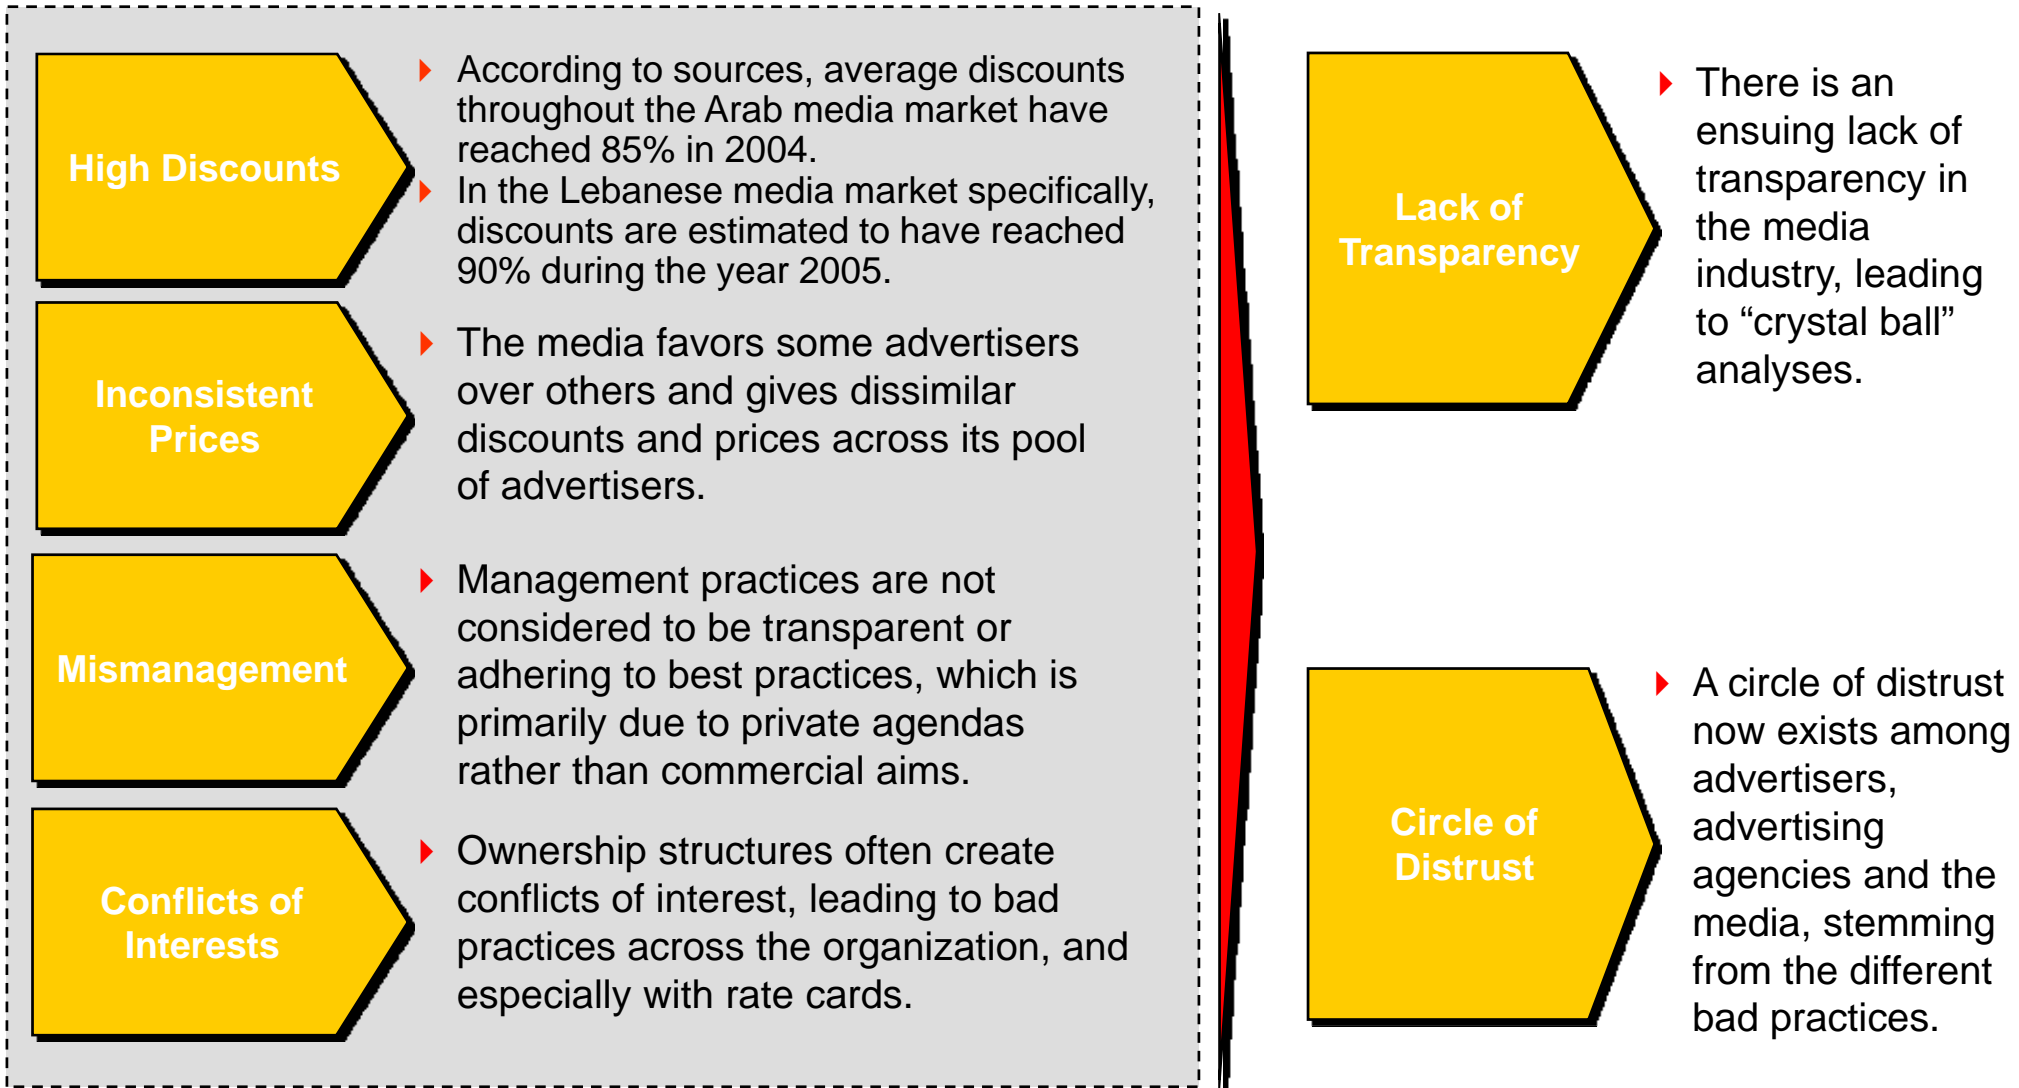 High Discounts
According to sources, average discounts
throughout the Arab media market have
reached 85% in 2004.
In the Lebanese media market specifically,
discounts are estimated to have reached
90% during the year 2005.
Inconsistent
Prices
The media favors some advertisers
over others and gives dissimilar
discounts and prices across its pool
of advertisers.
Mismanagement
Management practices are not
considered to be transparent or
adhering to best practices, which is
primarily due to private agendas
rather than commercial aims.
Conflicts of
Interests
Ownership structures often create
conflicts of interest, leading to bad
practices across the organization, and
especially with rate cards.
Lack of
Transparency
There is an
ensuing lack of
transparency in
the media
industry, leading
to “crystal ball”
analyses.
Circle of
Distrust
A circle of distrust
now exists among
advertisers,
advertising
agencies and the
media, stemming
from the different
bad practices.